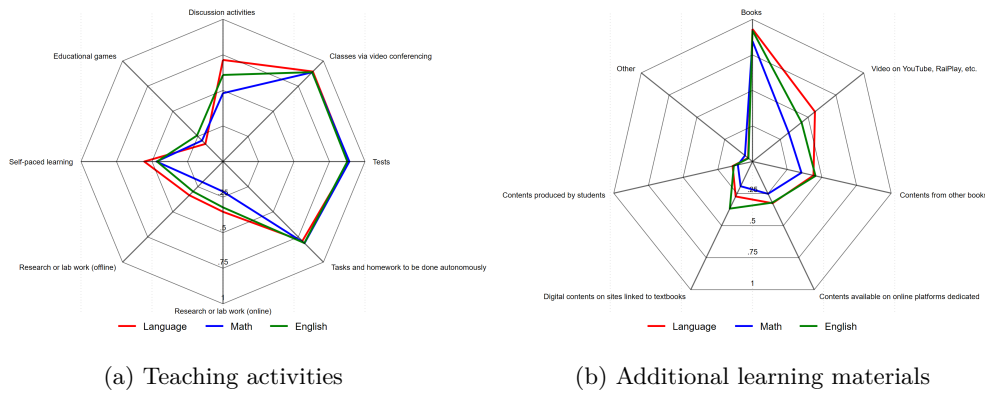 Discussion activities
Educational games
Classes via video conferencing
Self-paced learning
Tests
.25
.5
.75
1
Research or lab work (offline)
Tasks and homework to be done autonomously
Research or lab work (online)
Language
Math
English
(a) Teaching activities
Books
Other
Video on YouTube, RaiPlay, etc.
Contents produced by students
Contents from other books
.25
.5
.75
1
Digital contents on sites linked to textbooks
Contents available on online platforms dedicated
Language
Math
English
(b) Additional learning materials